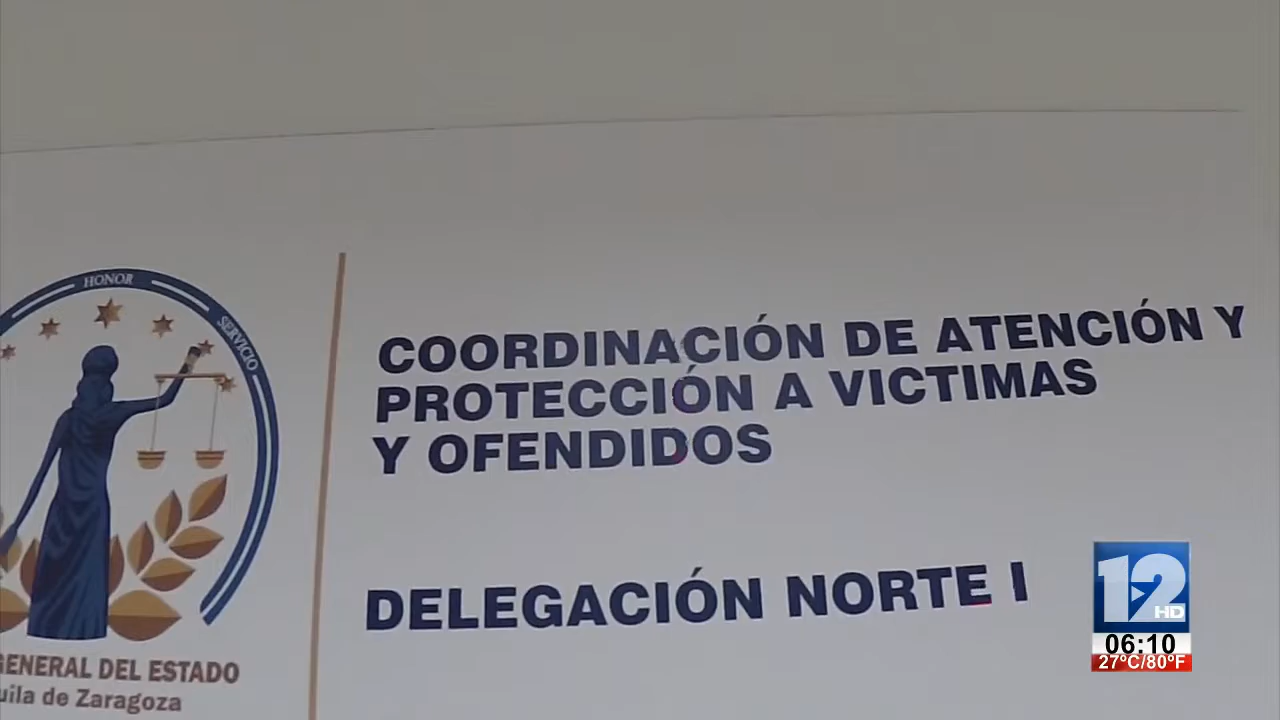 HONOR
SERVICIO
COORDINACIÓN DE ATENCIÓN Y
PROTECCIÓN A VICTIMAS
Y OFENDIDOS
DELEGACIÓN NORTE I
GENERAL DEL ESTADO
uila de Zaragoza
12
HD
06:10
27°C/80°F